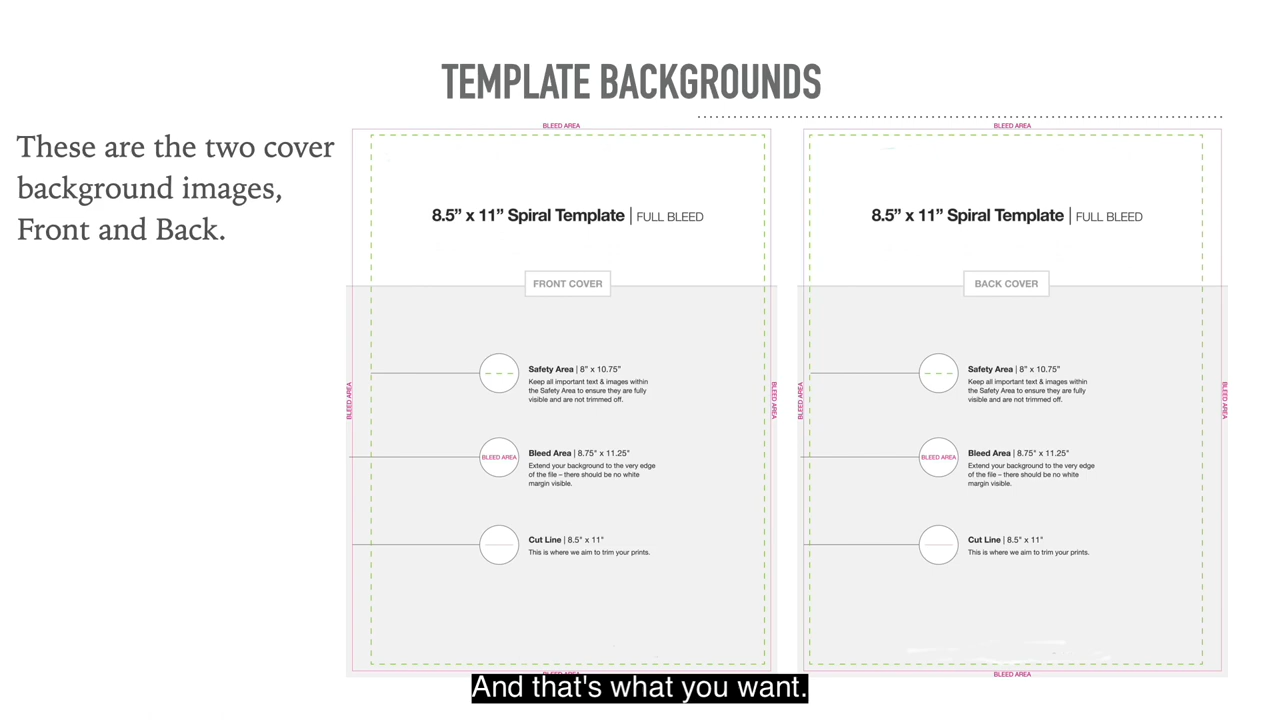 TEMPLATE BACKGROUNDS
These are the two cover
background images,
Front and Back.
BLEED AREA
8.5” x 11” Spiral Template | FULL BLEED
FRONT COVER
BLEED AREA
BLEED AREA
Safety Area | 8” x 10.75”
Keep all important text & images within
the Safety Area to ensure they are fully
visible and are not trimmed off.
BLEED AREA
Bleed Area | 8.75" x 11.25"
Extend your background to the very edge
of the file – there should be no white
margin visible.
Cut Line | 8.5" x 11"
This is where we aim to trim your prints.
BLEED AREA
8.5” x 11” Spiral Template | FULL BLEED
BACK COVER
BLEED AREA
BLEED AREA
Safety Area | 8” x 10.75”
Keep all important text & images within
the Safety Area to ensure they are fully
visible and are not trimmed off.
BLEED AREA
Bleed Area | 8.75" x 11.25"
Extend your background to the very edge
of the file – there should be no white
margin visible.
Cut Line | 8.5" x 11"
This is where we aim to trim your prints.
BLEED AREA
And that's what you want.